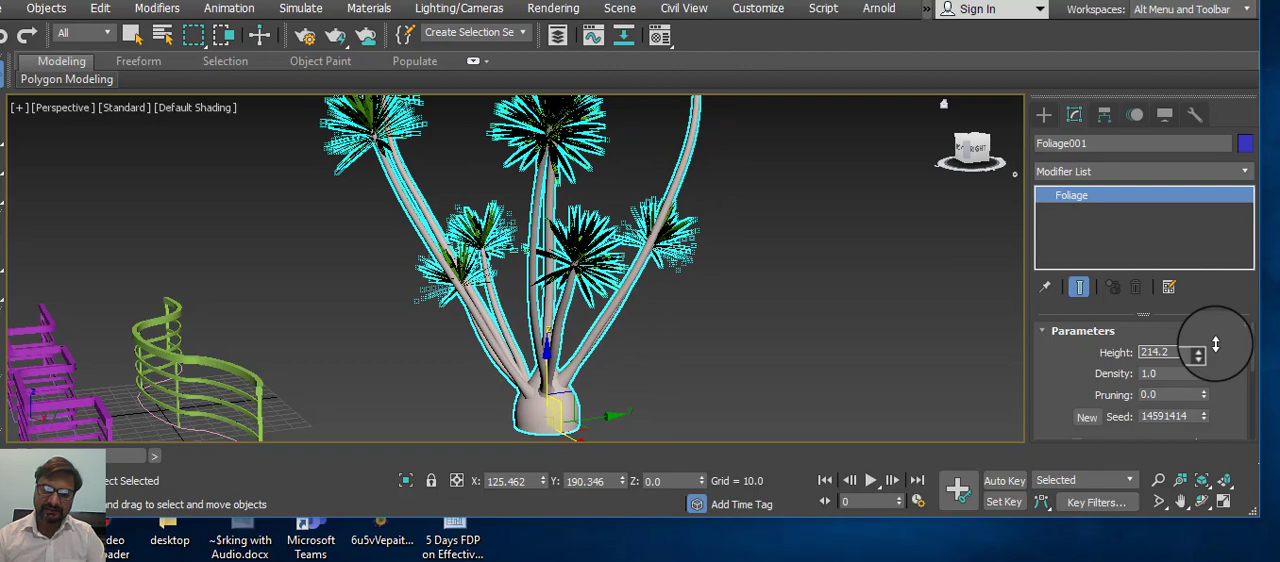 Objects Edit Modifiers Animation Simulate Materials Lighting/Cameras Rendering Scene Civil View Customize Script Arnold » Sign In Workspaces: Alt Menu and Toolbar
All Create Selection Se
Modeling Freeform Selection Object Paint Populate
Polygon Modeling
[+] [Perspective] [Standard] [Default Shading]
RIGHT
Foliage001
Modifier List
Foliage
Parameters
Height: 214.2
Density: 1.0
Pruning: 0.0
New Seed: 14591414
>
ect Selected X: 125.462 Y: 190.346 Z: 0.0 Grid = 10.0 Auto Key Selected
and drag to select and move objects Add Time Tag 0 Set Key Key Filters...
deo
ader
desktop
~$rking with
Audio.docx
Microsoft
Teams
6u5vVepait...
5 Days FDP
on Effectiv...